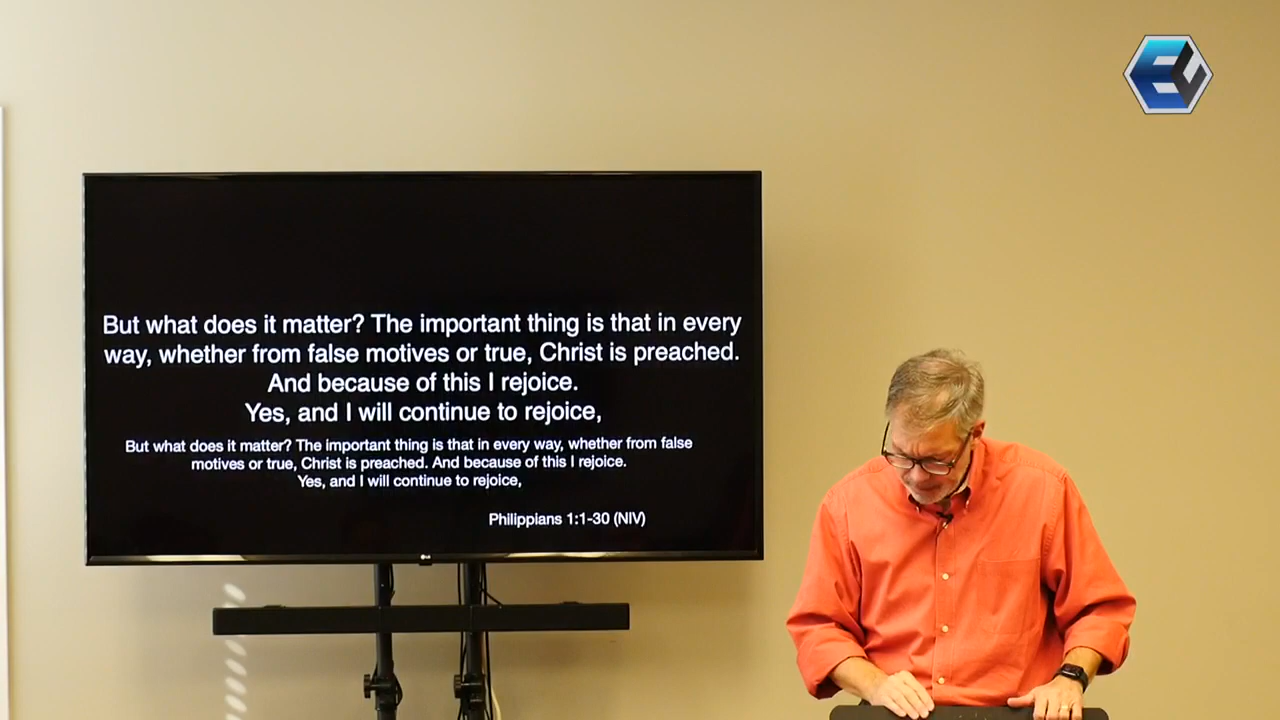 But what does it matter? The important thing is that in every
way, whether from false motives or true, Christ is preached.
And because of this I rejoice.
Yes, and I will continue to rejoice,
But what does it matter? The important thing is that in every way, whether from false
motives or true, Christ is preached. And because of this I rejoice.
Yes, and I will continue to rejoice,
Philippians 1:1-30 (NIV)